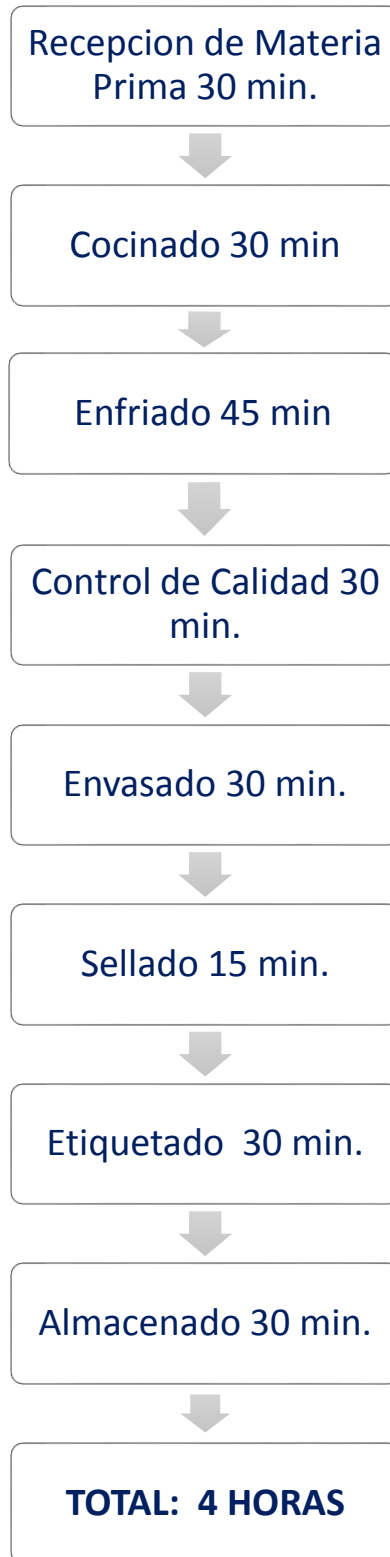 Recepcion de Materia
Prima 30 min.
Cocinado 30 min
Enfriado 45 min
Control de Calidad 30
min.
Envasado 30 min.
Sellado 15 min.
Etiquetado  30 min.
Almacenado 30 min.
TOTAL:  4 HORAS